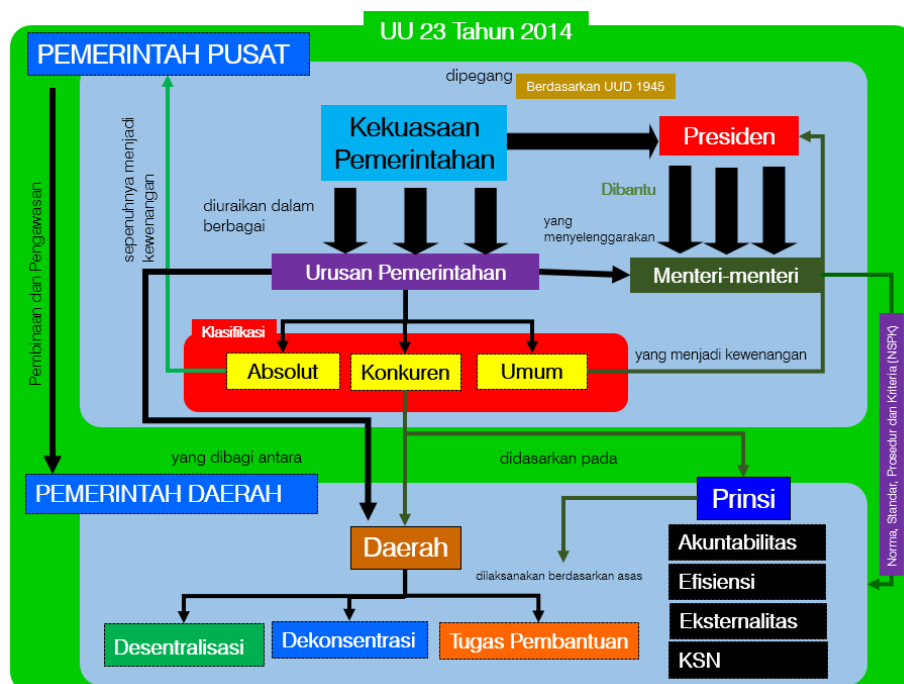 UU 23 Tahun 2014
PEMERINTAH PUSAT
dipegang
Berdasarkan UUD 1945
Kekuasaan
Pemerintahan
Presiden
sepenuhnya menjadi
kewenangan
Pembinaan dan Pengawasan
diuraikan dalam
berbagai
Dibantu
yang
menyelenggarakan
Urusan Pemerintahan
Menteri-menteri
Klasifikasi
Absolut
Konkuren
Umum
yang menjadi kewenangan
Norma, Standar, Prosedur dan Kriteria (NSPK)
yang dibagi antara
didasarkan pada
PEMERINTAH DAERAH
Prinsi
Daerah
dilaksanakan berdasarkan asas
Akuntabilitas
Efisiensi
Eksternalitas
KSN
Desentralisasi
Dekonsentrasi
Tugas Pembantuan